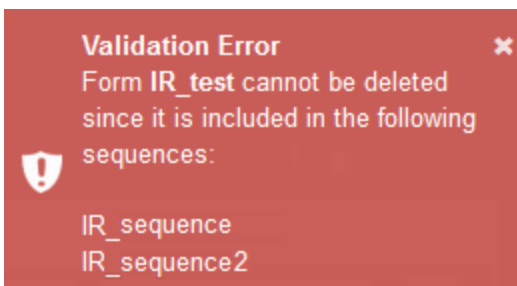 Validation Error
Form IR_test cannot be deleted
since it is included in the following
sequences:
IR_sequence
IR_sequence2